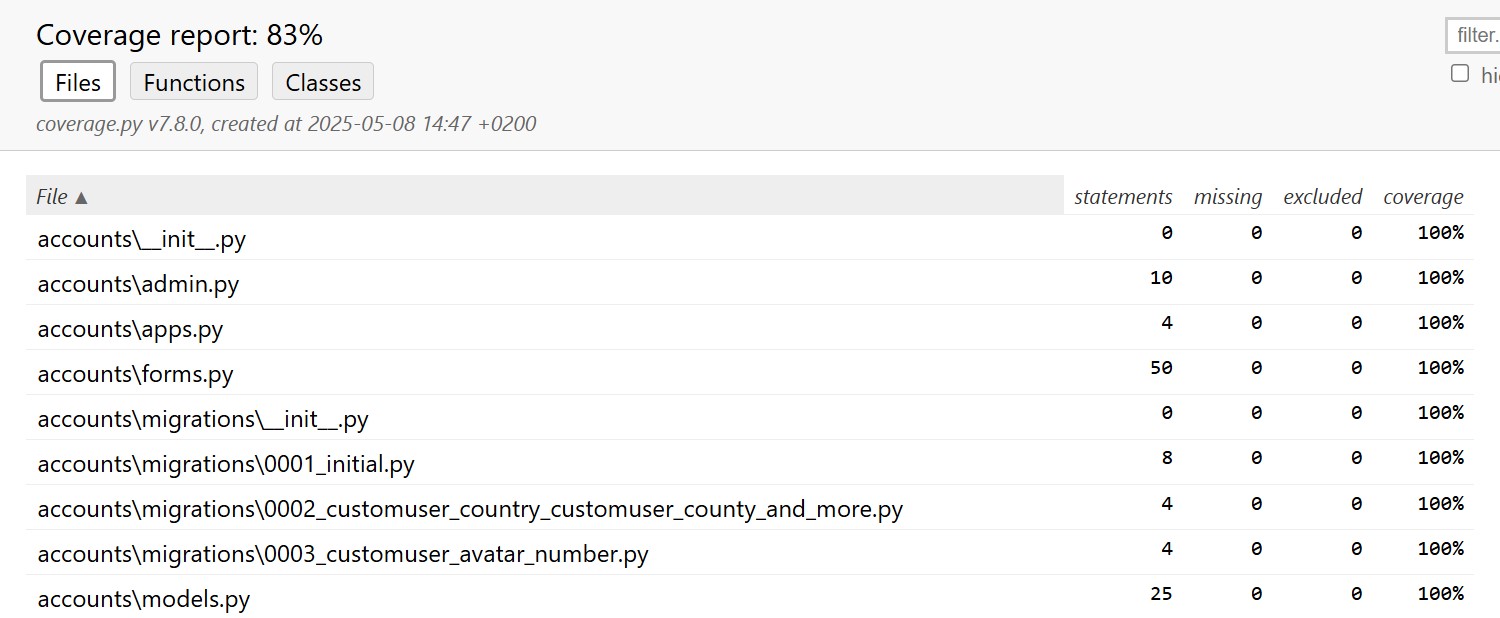 Coverage report: 83%
filter.
Files Functions Classes
hi
coverage.py v7.8.0, created at 2025-05-08 14:47 +0200
File ▲ statements missing excluded coverage
accounts\__init__.py 0 0 0 100%
accounts\admin.py 10 0 0 100%
accounts\apps.py 4 0 0 100%
accounts\forms.py 50 0 0 100%
accounts\migrations\__init__.py 0 0 0 100%
accounts\migrations\0001_initial.py 8 0 0 100%
accounts\migrations\0002_customuser_country_customuser_county_and_more.py 4 0 0 100%
accounts\migrations\0003_customuser_avatar_number.py 4 0 0 100%
accounts\models.py 25 0 0 100%